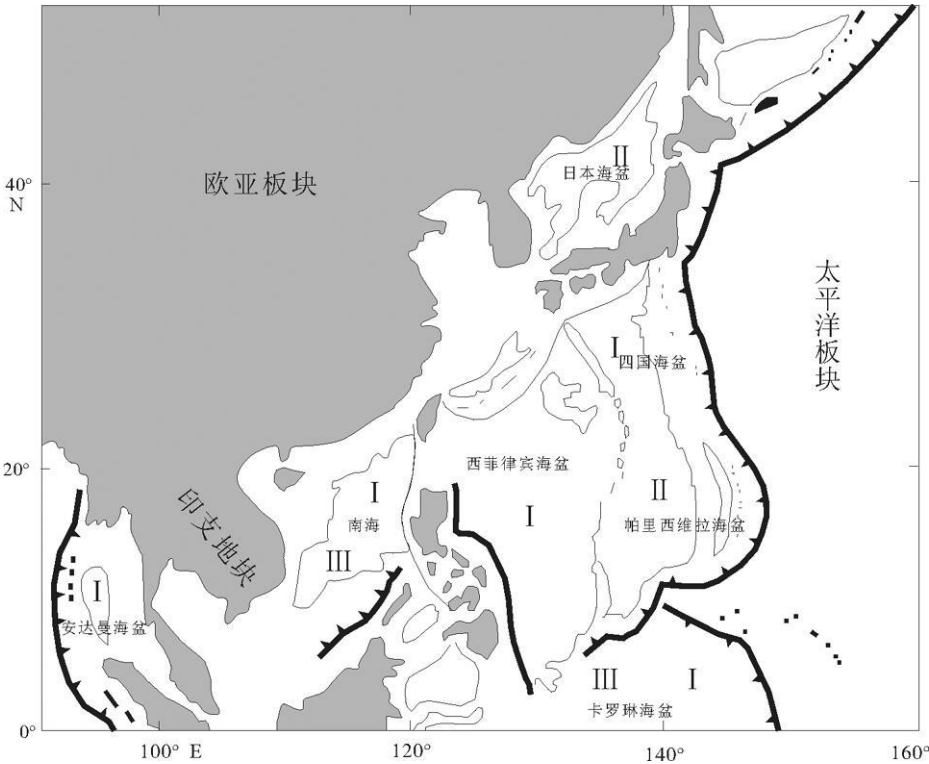 II
日本海盆
欧亚板块
40°
N
太平洋板块
I
四国海盆
西菲律宾海盆
20°
I
I
II
南海
帕里西维拉海盆
印支地块
III
I
安达曼海盆
III
I
卡罗琳海盆
0°
100° E
120°
140°
160°